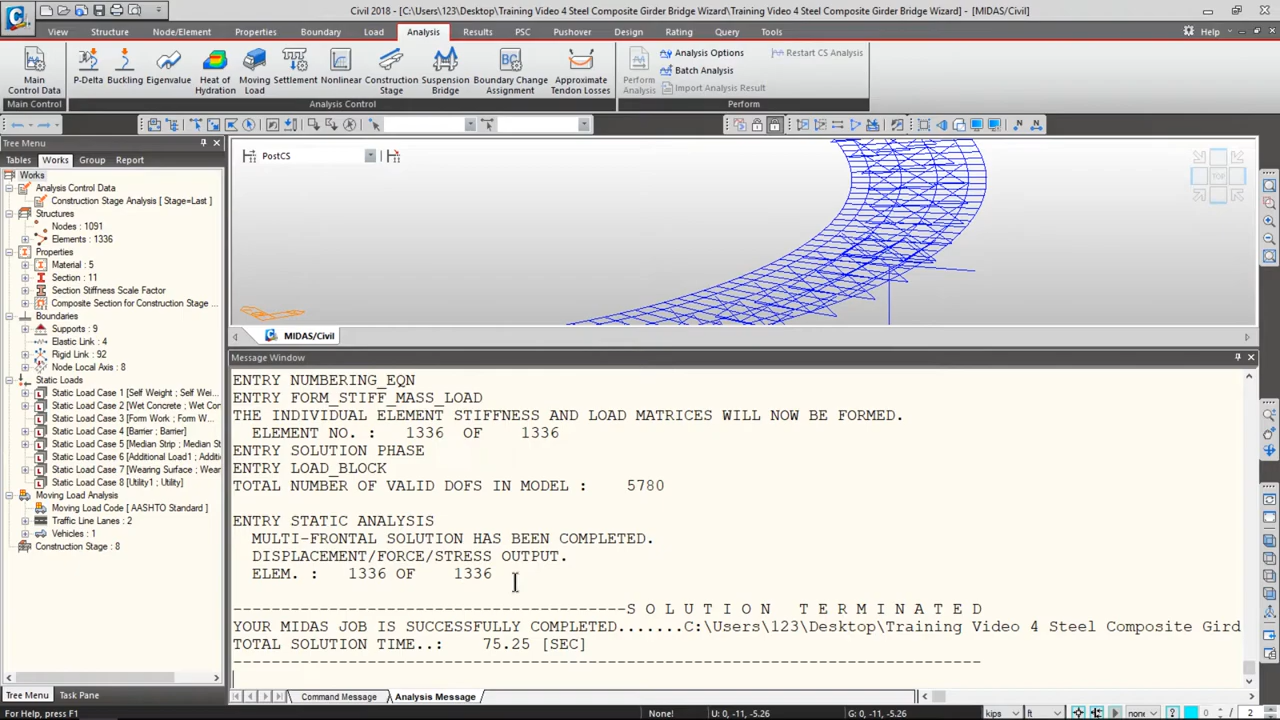 Civil 2018 - [C:\Users\123\Desktop\Training Video 4 Steel Composite Girder Bridge Wizard\Training Video 4 Steel Composite Girder Bridge Wizard] - [MIDAS/Civil]
View Structure Node/Element Properties Boundary Load Analysis Results PSC Pushover Design Rating Query Tools Help
Main Control Data
P-Delta
Buckling
Eigenvalue
Heat of Hydration
Moving Load
Settlement
Nonlinear
Construction Stage
Suspension Bridge
Boundary Change Assignment
Approximate Tendon Losses
Perform Analysis
Analysis Options
Batch Analysis
Restart CS Analysis
Import Analysis Result
Main Control Analysis Control Perform
Tree Menu
Tables Works Group Report
Works
Analysis Control Data
Construction Stage Analysis [ Stage=Last ]
Structures
Nodes : 1091
Elements : 1336
Properties
Material : 5
Section : 11
Section Stiffness Scale Factor
Composite Section for Construction Stage ...
Boundaries
Supports : 9
Elastic Link : 4
Rigid Link : 92
Node Local Axis : 8
Static Loads
Static Load Case 1 [Self Weight ; Self Wei...
Static Load Case 2 [Wet Concrete ; Wet Con...
Static Load Case 3 [Form Work ; Form W...
Static Load Case 4 [Barrier ; Barrier]
Static Load Case 5 [Median Strip ; Median St...
Static Load Case 6 [Additional Load1 ; Additi...
Static Load Case 7 [Wearing Surface ; Wear...
Static Load Case 8 [Utility1 ; Utility]
Moving Load Analysis
Moving Load Code [ AASHTO Standard ]
Traffic Line Lanes : 2
Vehicles : 1
Construction Stage : 8
Tree Menu Task Pane
PostCS
TOP
MIDAS/Civil
Message Window
ENTRY NUMBERING_EQN
ENTRY FORM_STIFF_MASS_LOAD
THE INDIVIDUAL ELEMENT STIFFNESS AND LOAD MATRICES WILL NOW BE FORMED.
ELEMENT NO. : 1336 OF 1336
ENTRY SOLUTION PHASE
ENTRY LOAD_BLOCK
TOTAL NUMBER OF VALID DOFS IN MODEL : 5780
ENTRY STATIC ANALYSIS
MULTI-FRONTAL SOLUTION HAS BEEN COMPLETED.
DISPLACEMENT/FORCE/STRESS OUTPUT.
ELEM. : 1336 OF 1336
-----------------------------------------S O L U T I O N   T E R M I N A T E D
YOUR MIDAS JOB IS SUCCESSFULLY COMPLETED.......C:\Users\123\Desktop\Training Video 4 Steel Composite Gird
TOTAL SOLUTION TIME..: 75.25 [SEC]
------------------------------------------------------------------------------
Command Message Analysis Message
For Help, press F1 None! U: 0, -11, -5.26 G: 0, -11, -5.26 kips ft none 0 / 2